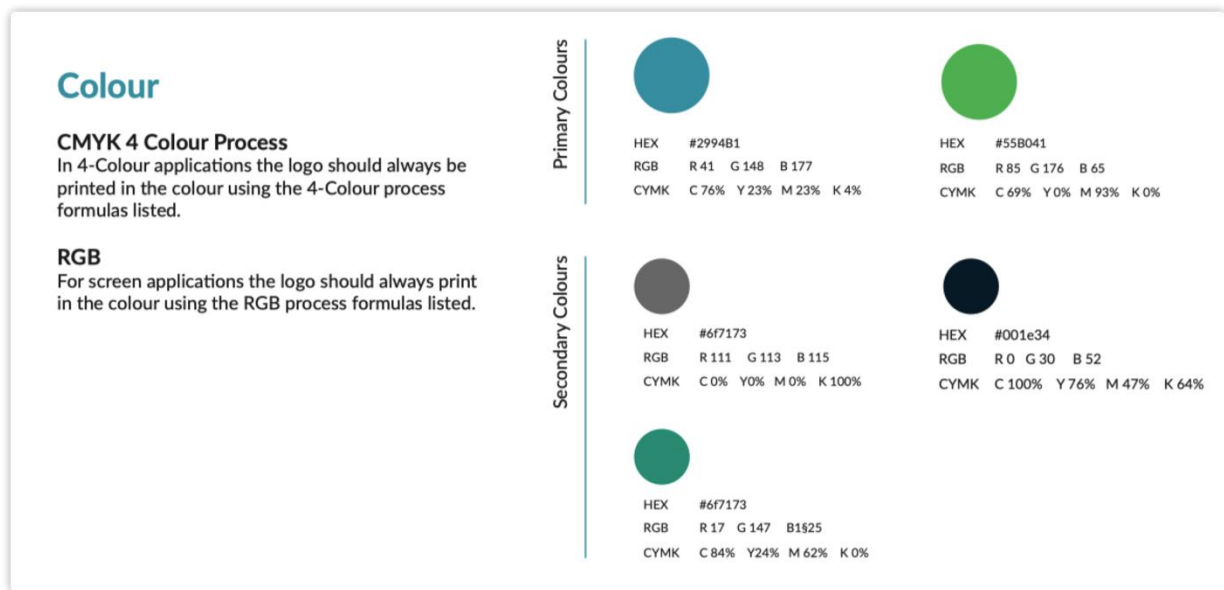 Colour
CMYK 4 Colour Process
In 4-Colour applications the logo should always be
printed in the colour using the 4-Colour process
formulas listed.
RGB
For screen applications the logo should always print
in the colour using the RGB process formulas listed.
Primary Colours
HEX #2994B1
RGB R 41 G 148 B 177
CYMK C 76% Y 23% M 23% K 4%
HEX #55B041
RGB R 85 G 176 B 65
CYMK C 69% Y 0% M 93% K 0%
Secondary Colours
HEX #6f7173
RGB R 111 G 113 B 115
CYMK C 0% Y0% M 0% K 100%
HEX #001e34
RGB R 0 G 30 B 52
CYMK C 100% Y 76% M 47% K 64%
HEX #6f7173
RGB R 17 G 147 B1§25
CYMK C 84% Y24% M 62% K 0%